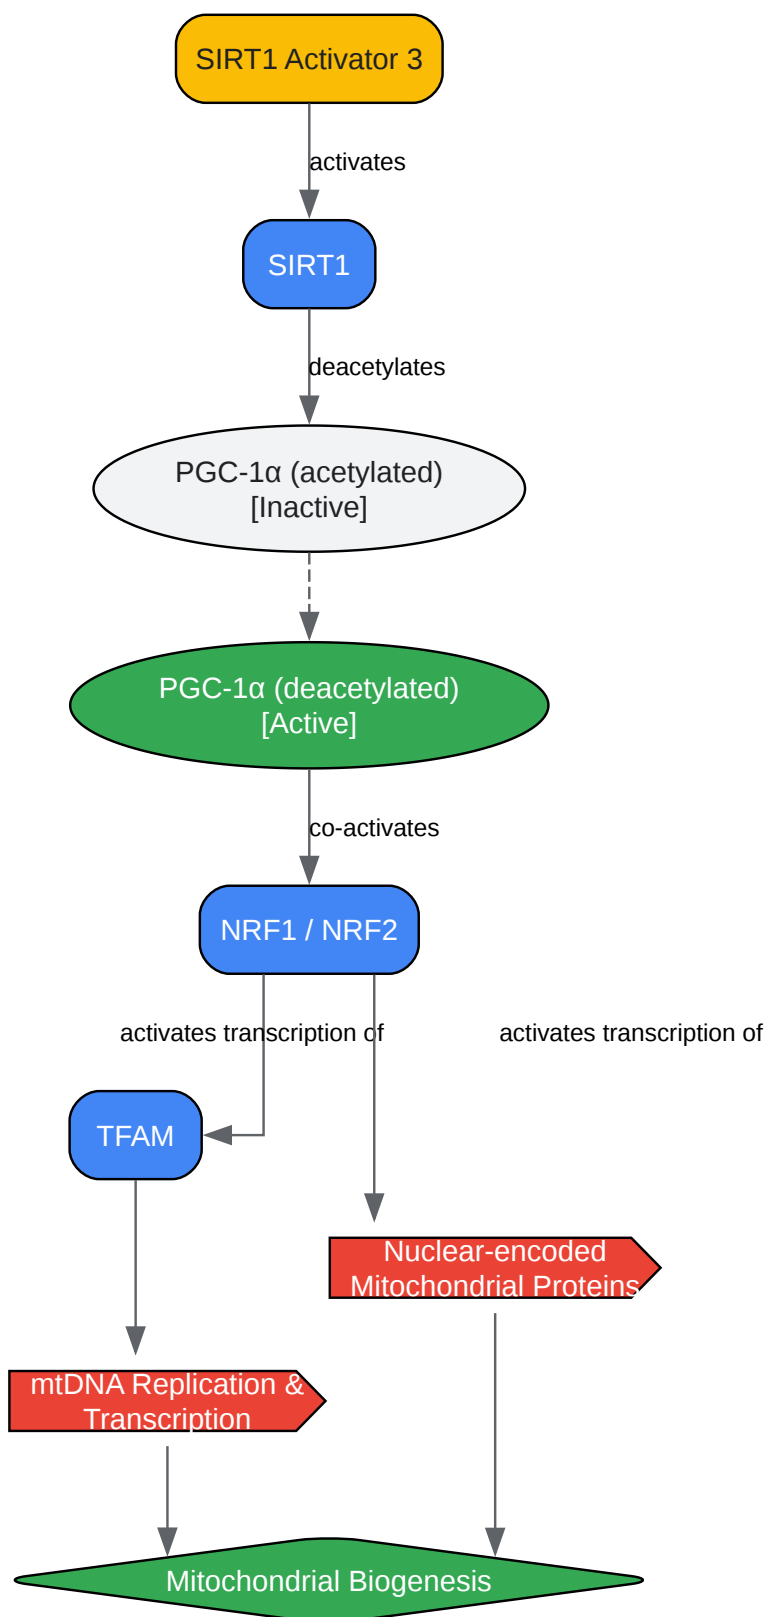 SIRT1 Activator 3
activates
SIRT1
deacetylates
PGC-1α (acetylated)
[Inactive]
PGC-1α (deacetylated)
[Active]
co-activates
NRF1 / NRF2
activates transcription of
activates transcription of
TFAM
Nuclear-encoded
Mitochondrial Proteins
mtDNA Replication &
Transcription
Mitochondrial Biogenesis